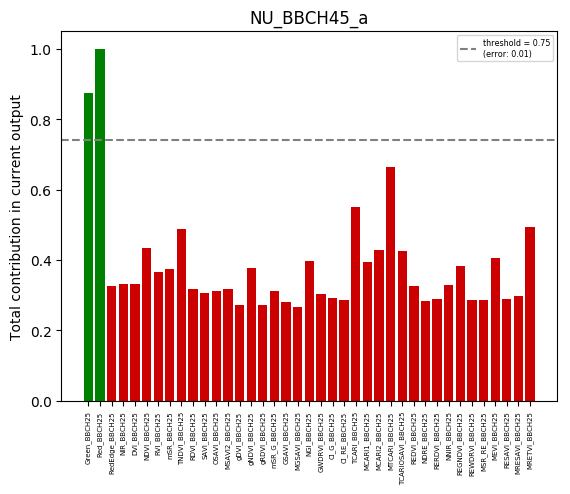 NU_BBCH45_a
threshold = 0.75
(error: 0.01)
Total contribution in current output
1.0
0.8
0.6
0.4
0.2
0.0
Green_BBCH25
Red_BBCH25
RedEdge_BBCH25
NIR_BBCH25
DVI_BBCH25
NDVI_BBCH25
RVI_BBCH25
mSR_BBCH25
TNDVI_BBCH25
RDVI_BBCH25
SAVI_BBCH25
OSAVI_BBCH25
MSAVI2_BBCH25
gDVI_BBCH25
gNDVI_BBCH25
gRDVI_BBCH25
mSR_G_BBCH25
GSAVI_BBCH25
MGSAVI_BBCH25
NGI_BBCH25
GWDRVI_BBCH25
CI_G_BBCH25
CI_RE_BBCH25
TCARI_BBCH25
MCARI1_BBCH25
MCARI2_BBCH25
MTCARI_BBCH25
TCARIOSAVI_BBCH25
REDVI_BBCH25
NDRE_BBCH25
RERDVI_BBCH25
NNIR_BBCH25
REGNDVI_BBCH25
REWDRVI_BBCH25
MSR_RE_BBCH25
MEVI_BBCH25
RESAVI_BBCH25
MRESAVI_BBCH25
MRETVI_BBCH25